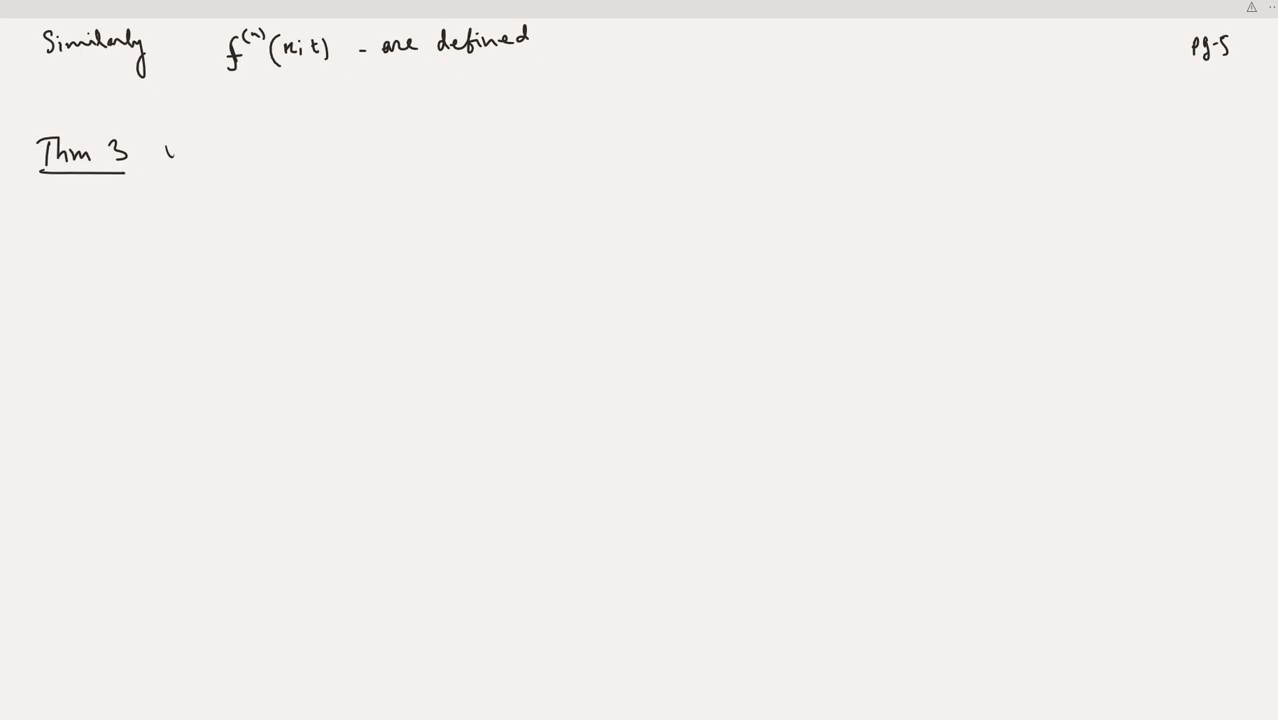 Similarly f^(n)(x; t) - are defined
pg-5
Thm 3